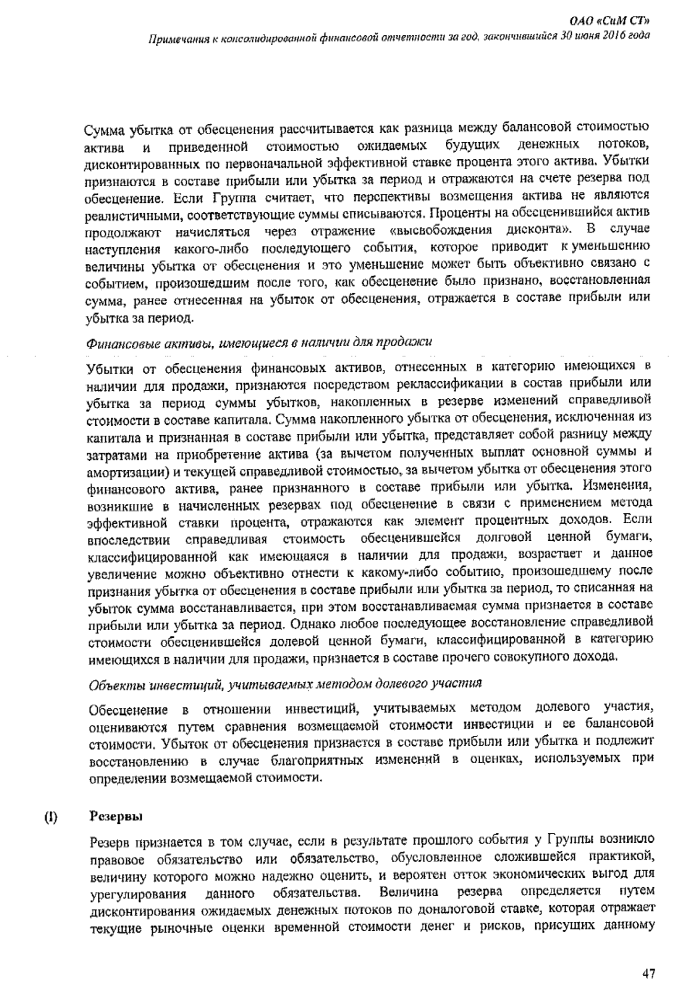 ОАО «СиМ СТ»
Примечания к консолидированной финансовой отчетности за год, закончившийся 30 июня 2016 года
Сумма убытка от обесценения рассчитывается как разница между балансовой стоимостью
актива и приведенной стоимостью ожидаемых будущих денежных потоков,
дисконтированных по первоначальной эффективной ставке процента этого актива. Убытки
признаются в составе прибыли или убытка за период и отражаются на счете резерва под
обесценение. Если Группа считает, что перспективы возмещения актива не являются
реалистичными, соответствующие суммы списываются. Проценты на обесценившийся актив
продолжают начисляться через отражение «высвобождения дисконта». В случае
наступления какого-либо последующего события, которое приводит к уменьшению
величины убытка от обесценения и это уменьшение может быть объективно связано с
событием, произошедшим после того, как обесценение было признано, восстановленная
сумма, ранее отнесенная на убыток от обесценения, отражается в составе прибыли или
убытка за период.
Финансовые активы, имеющиеся в наличии для продажи
Убытки от обесценения финансовых активов, отнесенных в категорию имеющихся в
наличии для продажи, признаются посредством реклассификации в состав прибыли или
убытка за период суммы убытков, накопленных в резерве изменений справедливой
стоимости в составе капитала. Сумма накопленного убытка от обесценения, исключенная из
капитала и признанная в составе прибыли или убытка, представляет собой разницу между
затратами на приобретение актива (за вычетом полученных выплат основной суммы и
амортизации) и текущей справедливой стоимостью, за вычетом убытка от обесценения этого
финансового актива, ранее признанного в составе прибыли или убытка. Изменения,
возникшие в начисленных резервах под обесценение в связи с применением метода
эффективной ставки процента, отражаются как элемент процентных доходов. Если
впоследствии справедливая стоимость обесценившейся долговой ценной бумаги,
классифицированной как имеющаяся в наличии для продажи, возрастает и данное
увеличение можно объективно отнести к какому-либо событию, произошедшему после
признания убытка от обесценения в составе прибыли или убытка за период, то списанная на
убыток сумма восстанавливается, при этом восстанавливаемая сумма признается в составе
прибыли или убытка за период. Однако любое последующее восстановление справедливой
стоимости обесценившейся долевой ценной бумаги, классифицированной в категорию
имеющихся в наличии для продажи, признается в составе прочего совокупного дохода.
Объекты инвестиций, учитываемых методом долевого участия
Обесценение в отношении инвестиций, учитываемых методом долевого участия,
оцениваются путем сравнения возмещаемой стоимости инвестиции и ее балансовой
стоимости. Убыток от обесценения признается в составе прибыли или убытка и подлежит
восстановлению в случае благоприятных изменений в оценках, используемых при
определении возмещаемой стоимости.
(l) Резервы
Резерв признается в том случае, если в результате прошлого события у Группы возникло
правовое обязательство или обязательство, обусловленное сложившейся практикой,
величину которого можно надежно оценить, и вероятен отток экономических выгод для
урегулирования данного обязательства. Величина резерва определяется путем
дисконтирования ожидаемых денежных потоков по доналоговой ставке, которая отражает
текущие рыночные оценки временной стоимости денег и рисков, присущих данному
47